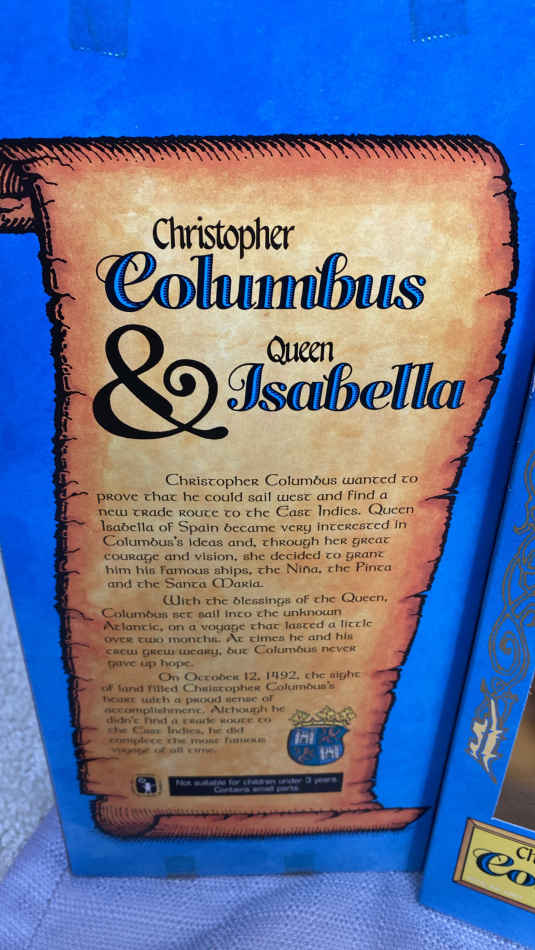 Christopher
Columbus
& Queen
Isabella
Christopher Columbus wanted to
prove that he could sail west and find a
new trade route to the East Indies. Queen
Isabella of Spain became very interested in
Columbus's ideas and, through her great
courage and vision, she decided to grant
him his famous ships, the Niña, the Pinta
and the Santa Maria.
With the blessings of the Queen,
Columbus set sail into the unknown
Atlantic, on a voyage that lasted a little
over two months. At times he and his
crew grew weary, but Columbus never
gave up hope.
On October 12, 1492, the sight
of land filled Christopher Columbus's
heart with a proud sense of
accomplishment. Although he
didn't find a trade route to
the East Indies, he did
complete the most famous
voyage of all time.
Not suitable for children under 3 years.
Contains small parts.
Ch
Co